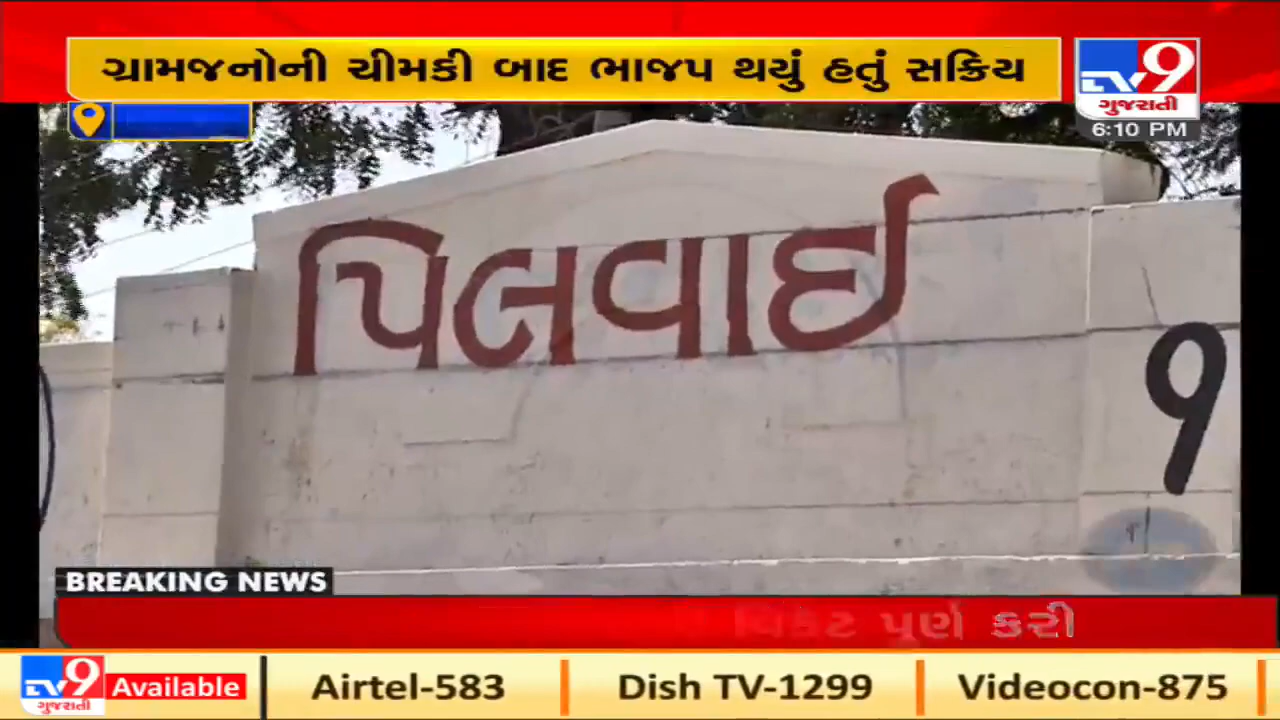 ગ્રામજનોની ચીમકી બાદ ભાજપ થયું હતું સક્રિય
TV9
ગુજરાતી
6:10 PM
પિલવાઈ
૧
BREAKING NEWS
વિકેટ પૂર્ણ કરી
TV9
ગુજરાતી
Available
Airtel-583
Dish TV-1299
Videocon-875